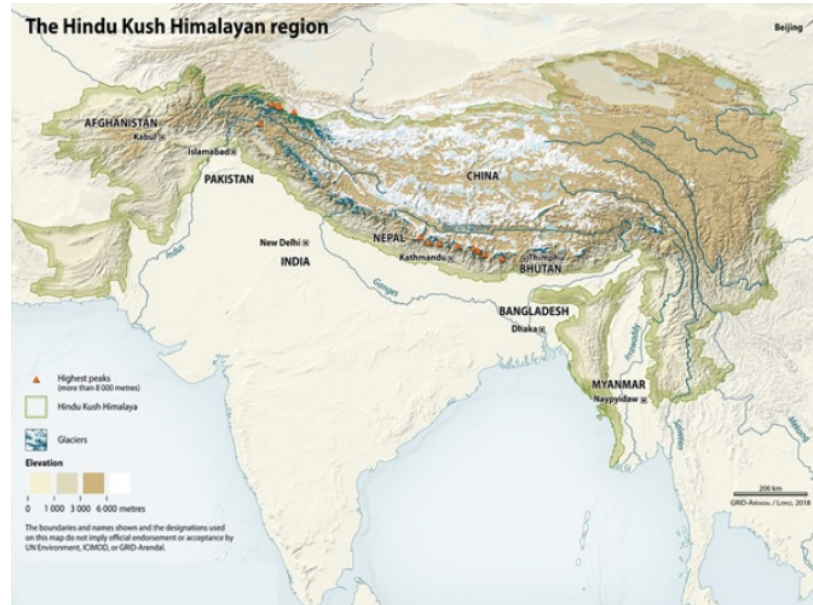 The Hindu Kush Himalayan region
Beijing
AFGHANISTAN
Kabul
Islamabad
PAKISTAN
CHINA
Indus
New Delhi
NEPAL
INDIA
Kathmandu
Thimphu
BHUTAN
Ganges
BANGLADESH
Dhaka
Irrawaddy
MYANMAR
Naypyidaw
Salween
Mekong
Highest peaks
(more than 8 000 metres)
Hindu Kush Himalaya
Glaciers
Elevation
0 1 000 3 000 6 000 metres
200 km
GRID-ARENDAL / LOPEZ, 2018
The boundaries and names shown and the designations used
on this map do not imply official endorsement or acceptance by
UN Environment, ICIMOD, or GRID-Arendal.